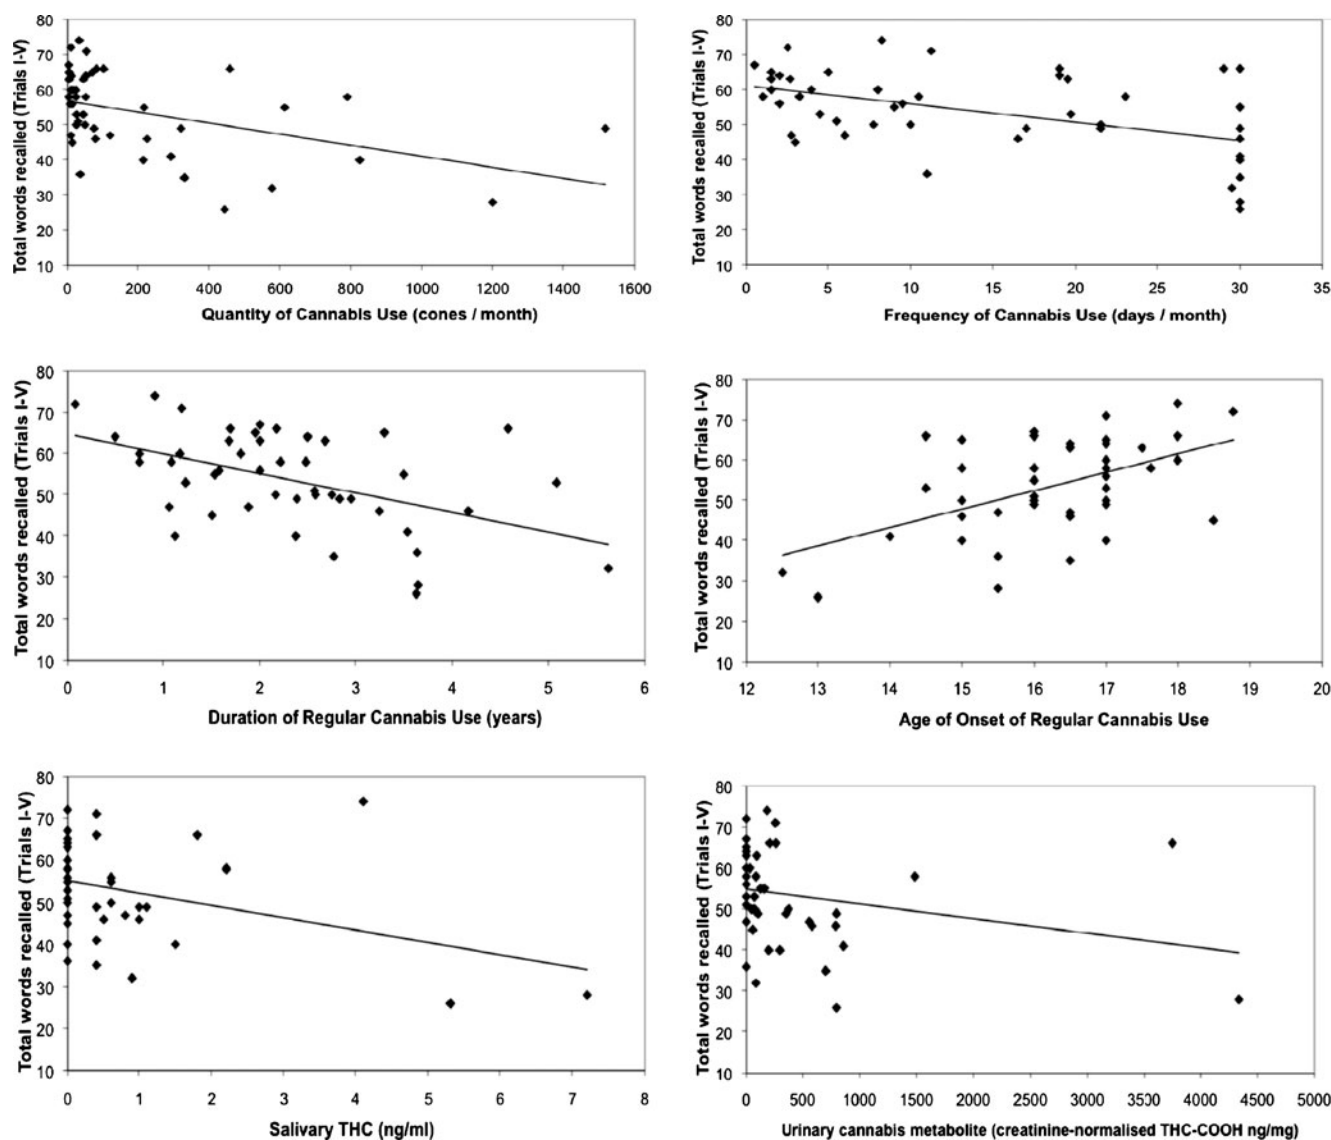 Total words recalled (Trials I-V)
80
70
60
50
40
30
20
10
0 200 400 600 800 1000 1200 1400 1600
Quantity of Cannabis Use (cones / month)
Total words recalled (Trials I-V)
80
70
60
50
40
30
20
10
0 5 10 15 20 25 30 35
Frequency of Cannabis Use (days / month)
Total words recalled (Trials I-V)
80
70
60
50
40
30
20
10
0 1 2 3 4 5 6
Duration of Regular Cannabis Use (years)
Total words recalled (Trials I-V)
80
70
60
50
40
30
20
10
12 13 14 15 16 17 18 19 20
Age of Onset of Regular Cannabis Use
Total words recalled (Trials I-V)
80
70
60
50
40
30
20
10
0 1 2 3 4 5 6 7 8
Salivary THC (ng/ml)
Total words recalled (Trials I-V)
80
70
60
50
40
30
20
10
0 500 1000 1500 2000 2500 3000 3500 4000 4500 5000
Urinary cannabis metabolite (creatinine-normalised THC-COOH ng/mg)